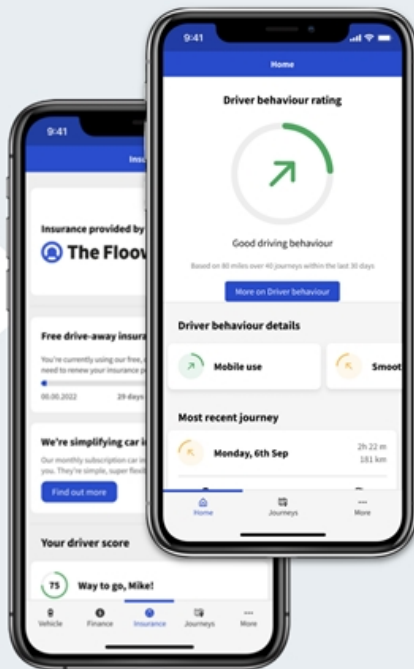 9:41
Home
Driver behaviour rating
Good driving behaviour
Based on 80 miles over 40 journeys within the last 30 days
More on Driver behaviour
Driver behaviour details
Mobile use
Smoot
Most recent journey
Monday, 6th Sep
2h 22 m
181 km
Home
Journeys
More
9:41
Insurance provided by
The Floow
Free drive-away insura
You're currently using our free,
need to renew your insurance p
00.00.2022
29 days
We're simplifying car i
Our monthly subscription car in
you. They're simple, super flexib
Find out more
Your driver score
75
Way to go, Mike!
Vehicle
Finance
Insurance
Journeys
More